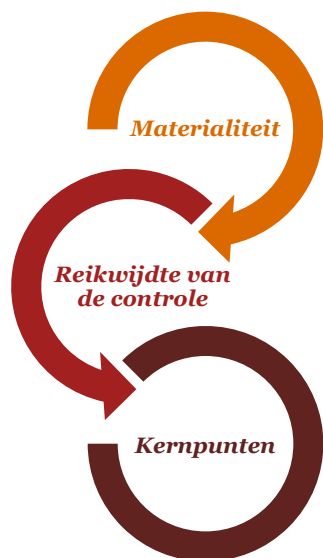 Materialiteit
Reikwijdte van
de controle
Kernpunten